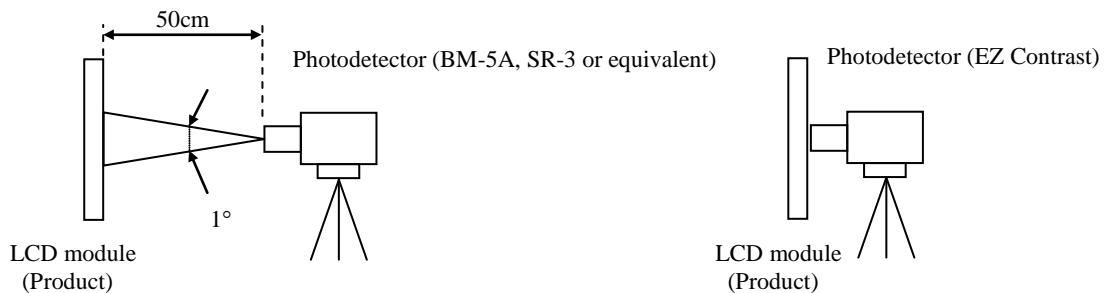 50cm
Photodetector (BM-5A, SR-3 or equivalent)
1°
LCD module
(Product)
Photodetector (EZ Contrast)
LCD module
(Product)